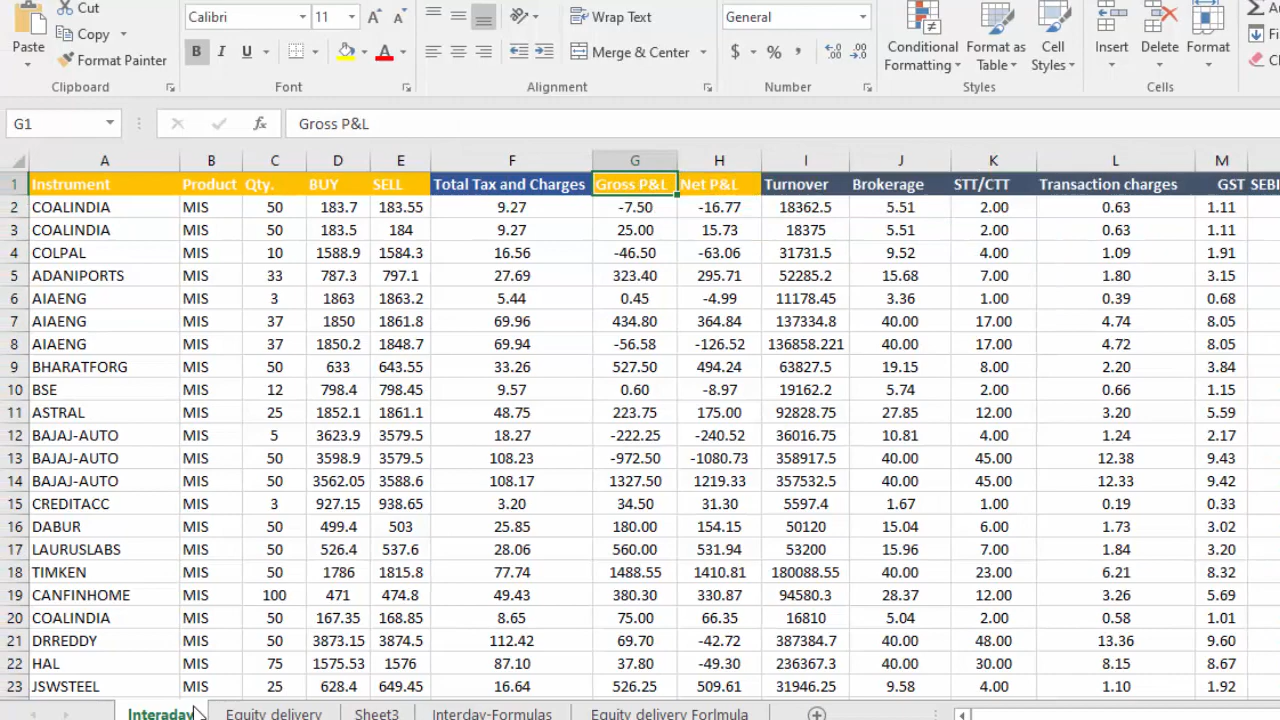 Cut
Calibri 11 Wrap Text General
Paste Copy
Format Painter B I U A Merge & Center $ % , Conditional Formatting Format as Table Cell Styles Insert Delete Format
Clipboard Font Alignment Number Styles Cells
G1 fx Gross P&L
A B C D E F G H I J K L M
1 Instrument Product Qty. BUY SELL Total Tax and Charges Gross P&L Net P&L Turnover Brokerage STT/CTT Transaction charges GST SEBI
2 COALINDIA MIS 50 183.7 183.55 9.27 -7.50 -16.77 18362.5 5.51 2.00 0.63 1.11
3 COALINDIA MIS 50 183.5 184 9.27 25.00 15.73 18375 5.51 2.00 0.63 1.11
4 COLPAL MIS 10 1588.9 1584.3 16.56 -46.50 -63.06 31731.5 9.52 4.00 1.09 1.91
5 ADANIPORTS MIS 33 787.3 797.1 27.69 323.40 295.71 52285.2 15.68 7.00 1.80 3.15
6 AIAENG MIS 3 1863 1863.2 5.44 0.45 -4.99 11178.45 3.36 1.00 0.39 0.68
7 AIAENG MIS 37 1850 1861.8 69.96 434.80 364.84 137334.8 40.00 17.00 4.74 8.05
8 AIAENG MIS 37 1850.2 1848.7 69.94 -56.58 -126.52 136858.221 40.00 17.00 4.72 8.05
9 BHARATFORG MIS 50 633 643.55 33.26 527.50 494.24 63827.5 19.15 8.00 2.20 3.84
10 BSE MIS 12 798.4 798.45 9.57 0.60 -8.97 19162.2 5.74 2.00 0.66 1.15
11 ASTRAL MIS 25 1852.1 1861.1 48.75 223.75 175.00 92828.75 27.85 12.00 3.20 5.59
12 BAJAJ-AUTO MIS 5 3623.9 3579.5 18.27 -222.25 -240.52 36016.75 10.81 4.00 1.24 2.17
13 BAJAJ-AUTO MIS 50 3598.9 3579.5 108.23 -972.50 -1080.73 358917.5 40.00 45.00 12.38 9.43
14 BAJAJ-AUTO MIS 50 3562.05 3588.6 108.17 1327.50 1219.33 357532.5 40.00 45.00 12.33 9.42
15 CREDITACC MIS 3 927.15 938.65 3.20 34.50 31.30 5597.4 1.67 1.00 0.19 0.33
16 DABUR MIS 50 499.4 503 25.85 180.00 154.15 50120 15.04 6.00 1.73 3.02
17 LAURUSLABS MIS 50 526.4 537.6 28.06 560.00 531.94 53200 15.96 7.00 1.84 3.20
18 TIMKEN MIS 50 1786 1815.8 77.74 1488.55 1410.81 180088.55 40.00 23.00 6.21 8.32
19 CANFINHOME MIS 100 471 474.8 49.43 380.30 330.87 94580.3 28.37 12.00 3.26 5.69
20 COALINDIA MIS 50 167.35 168.85 8.65 75.00 66.35 16810 5.04 2.00 0.58 1.01
21 DRREDDY MIS 50 3873.15 3874.5 112.42 69.70 -42.72 387384.7 40.00 48.00 13.36 9.60
22 HAL MIS 75 1575.53 1576 87.10 37.80 -49.30 236367.3 40.00 30.00 8.15 8.67
23 JSWSTEEL MIS 25 628.4 649.45 16.64 526.25 509.61 31946.25 9.58 4.00 1.10 1.92
Interaday Equity delivery Sheet3 Interday-Formulas Equity delivery Forlmula